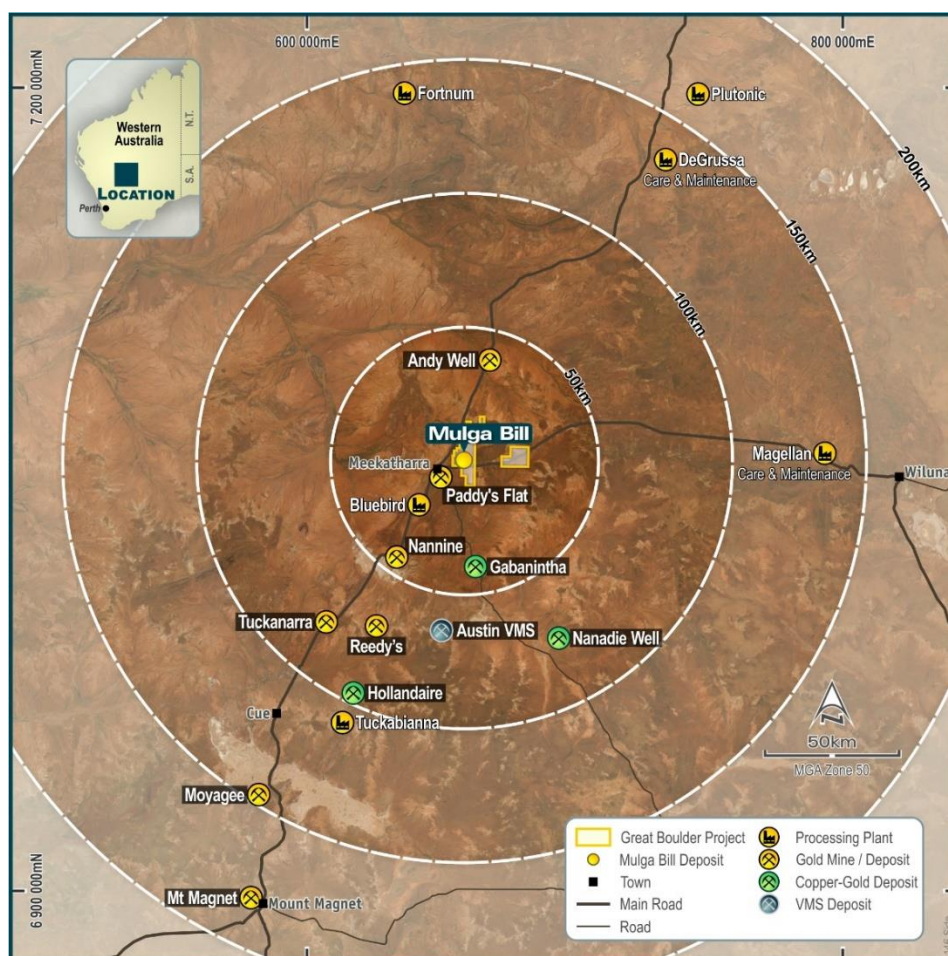 600 000mE
800 000mE
7 200 000mN
6 900 000mN
Western
Australia
N.T.
S.A.
LOCATION
Perth
Fortnum
Plutonic
DeGrussa
Care & Maintenance
200km
150km
100km
50km
Andy Well
Mulga Bill
Meekatharra
Paddy's Flat
Bluebird
Magellan
Care & Maintenance
Wiluna
Nannine
Gabanintha
Tuckanarra
Reedy's
Austin VMS
Nanadie Well
Hollandaire
Cue
Tuckabianna
Moyagee
Mt Magnet
Mount Magnet
N
50km
MGA Zone 50
Great Boulder Project
Mulga Bill Deposit
Town
Main Road
Road
Processing Plant
Gold Mine / Deposit
Copper-Gold Deposit
VMS Deposit